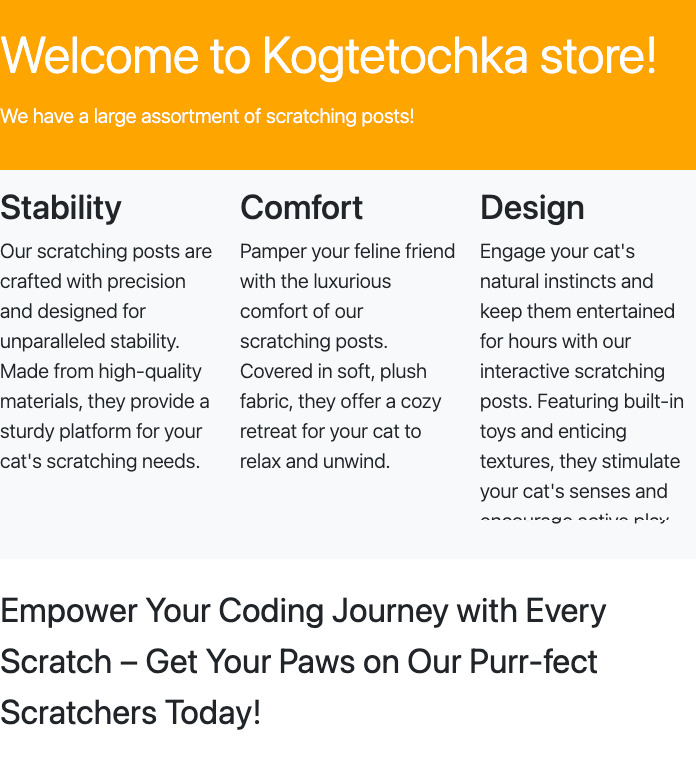 Welcome to Kogtetochka store!
We have a large assortment of scratching posts!
Stability
Our scratching posts are
crafted with precision
and designed for
unparalleled stability.
Made from high-quality
materials, they provide a
sturdy platform for your
cat's scratching needs.
Comfort
Pamper your feline friend
with the luxurious
comfort of our
scratching posts.
Covered in soft, plush
fabric, they offer a cozy
retreat for your cat to
relax and unwind.
Design
Engage your cat's
natural instincts and
keep them entertained
for hours with our
interactive scratching
posts. Featuring built-in
toys and enticing
textures, they stimulate
your cat's senses and
encourage active play
Empower Your Coding Journey with Every
Scratch – Get Your Paws on Our Purr-fect
Scratchers Today!